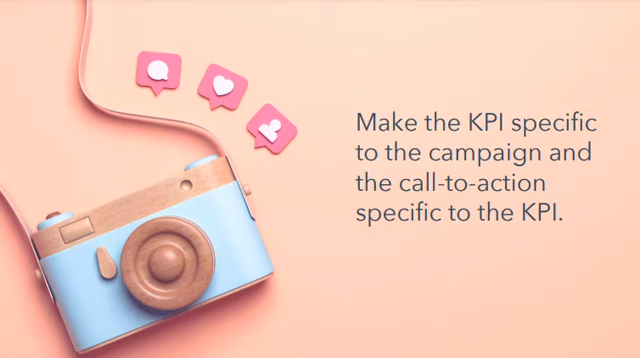 Make the KPI specific
to the campaign and
the call-to-action
specific to the KPI.